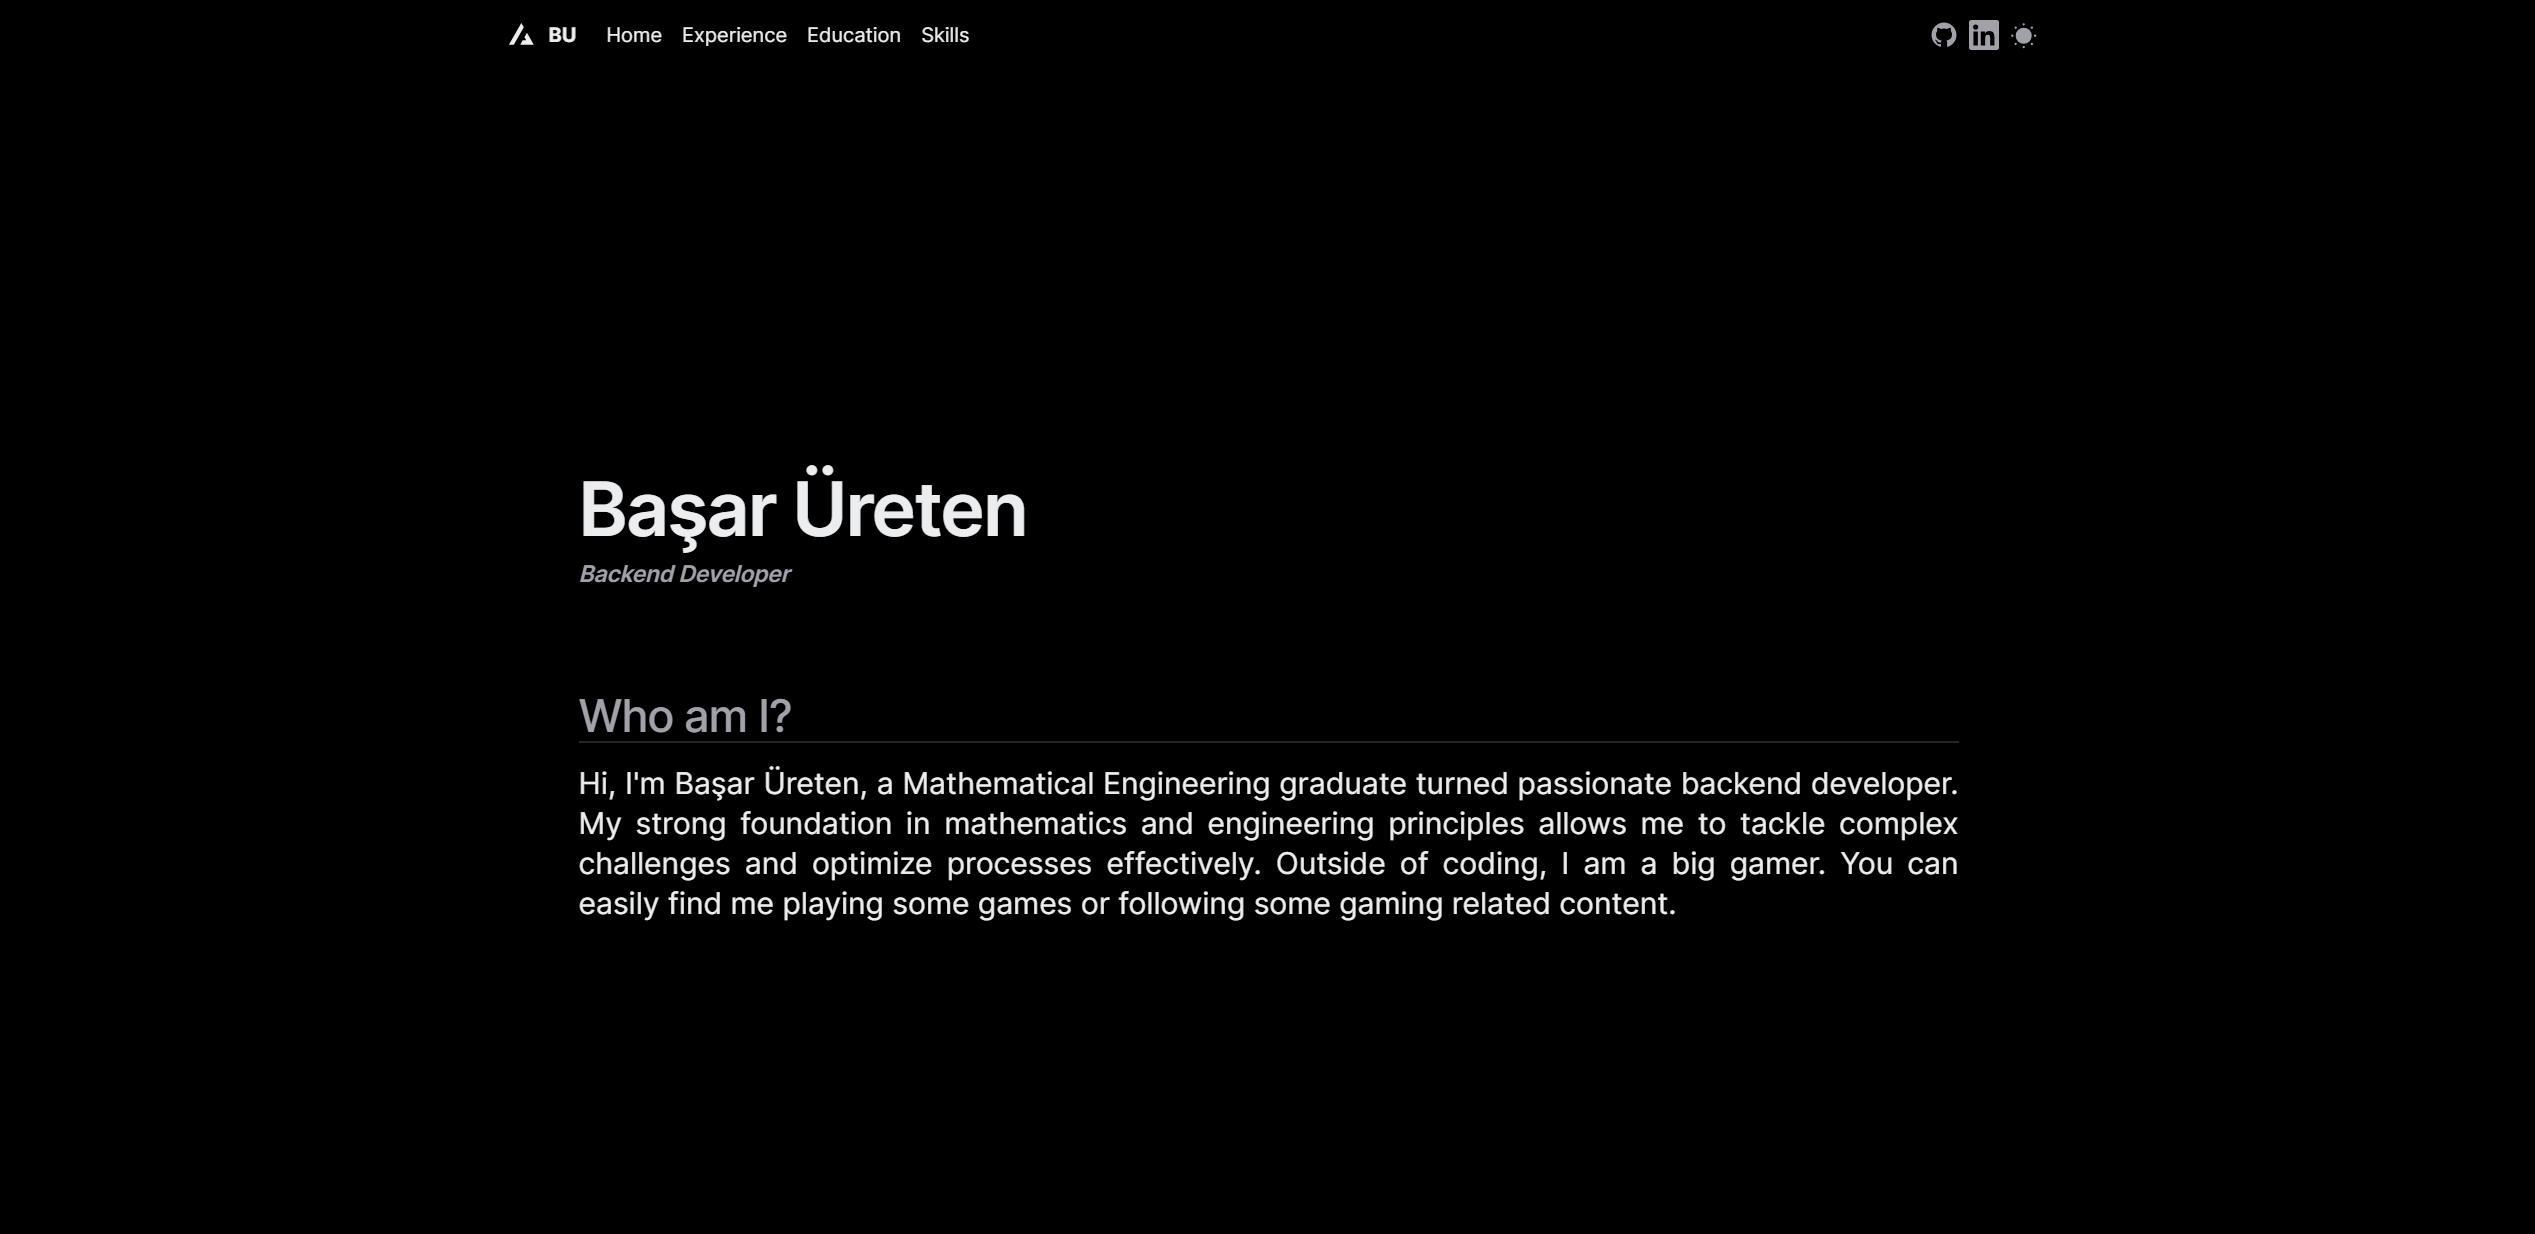 BU Home Experience Education Skills
Başar Üreten
Backend Developer
Who am I?
Hi, I'm Başar Üreten, a Mathematical Engineering graduate turned passionate backend developer.
My strong foundation in mathematics and engineering principles allows me to tackle complex
challenges and optimize processes effectively. Outside of coding, I am a big gamer. You can
easily find me playing some games or following some gaming related content.